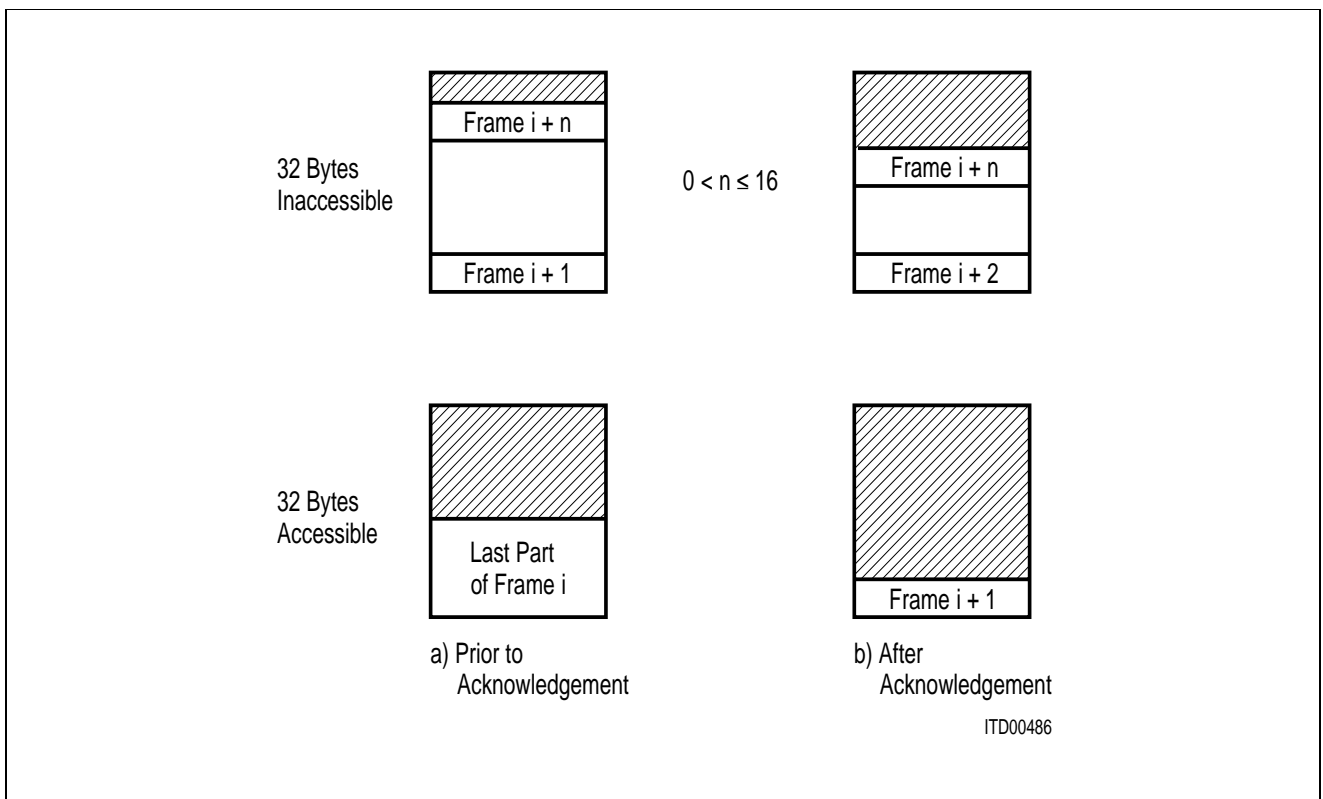 Frame i + n
32 Bytes
Inaccessible
Frame i + 1
0 < n ≤ 16
Frame i + n
Frame i + 2
32 Bytes
Accessible
Last Part
of Frame i
Frame i + 1
a) Prior to
Acknowledgement
b) After
Acknowledgement
ITD00486